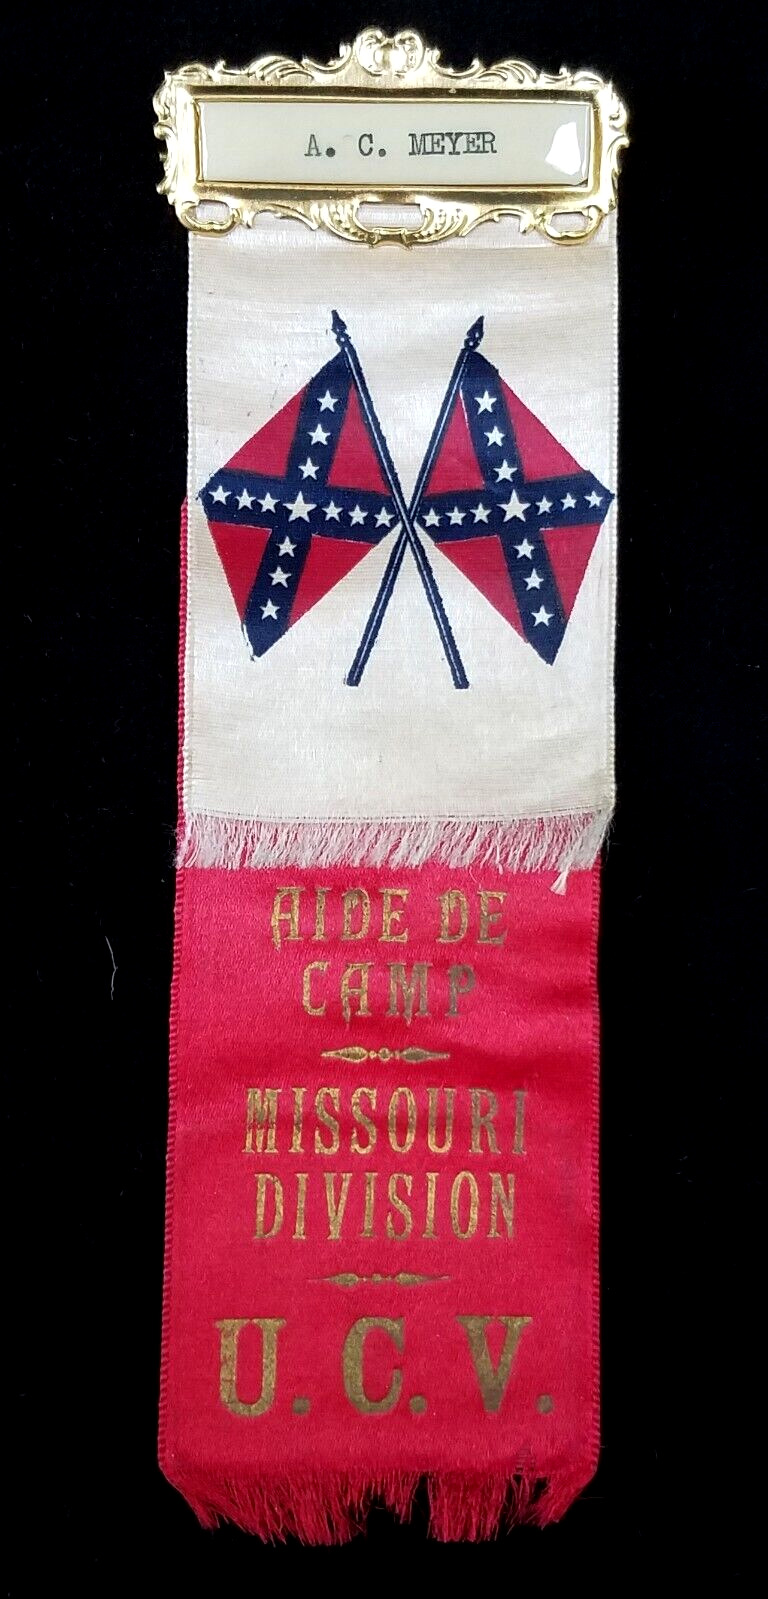 A. C. MEYER
AIDE DE
CAMP
MISSOURI
DIVISION
U. C. V.